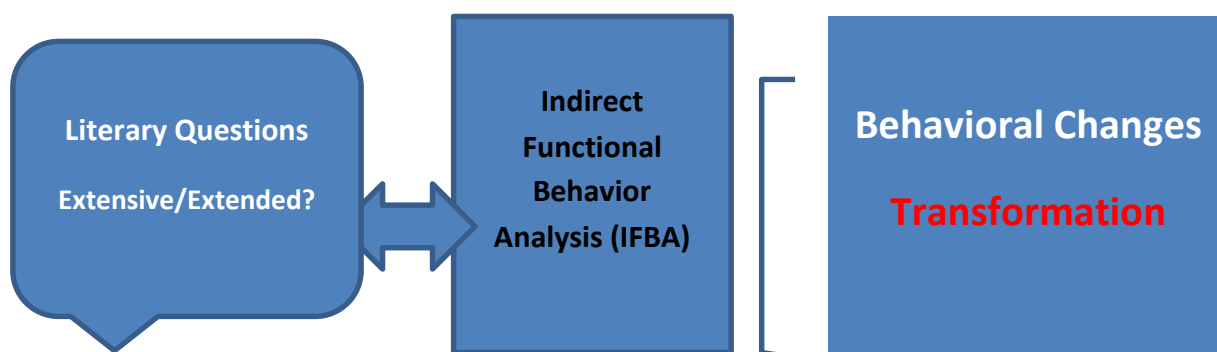 Literary Questions
Extensive/Extended?
Indirect
Functional
Behavior
Analysis (IFBA)
Behavioral Changes
Transformation